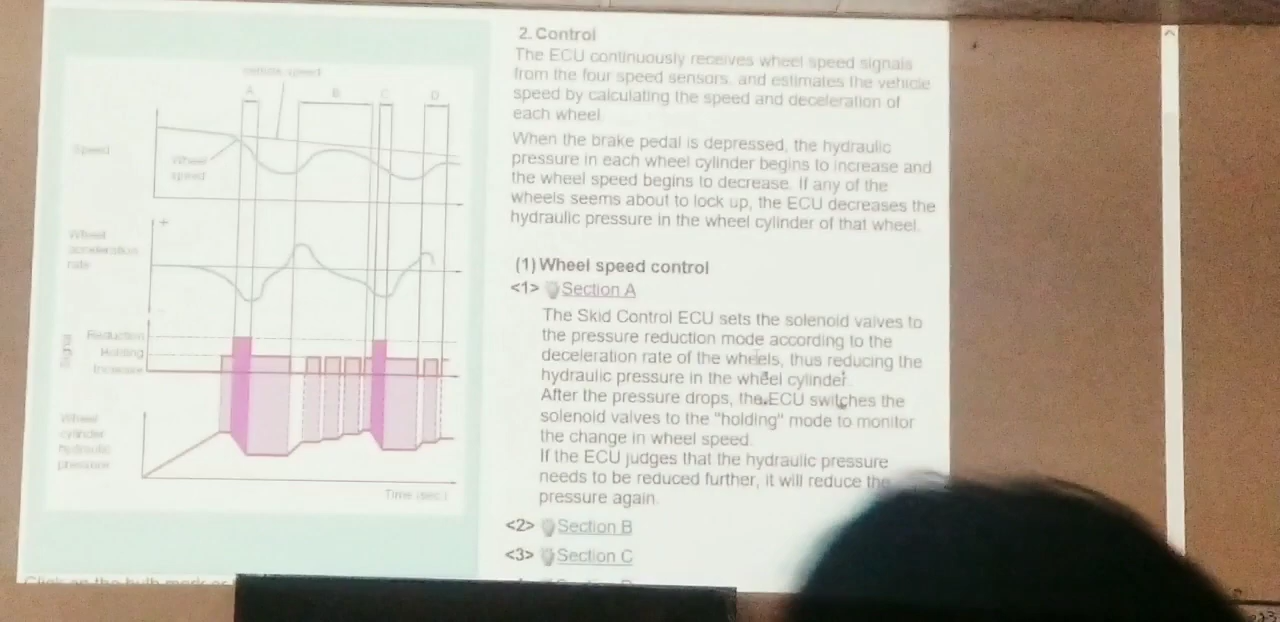 vehicle speed
A B C D
Speed
Wheel
speed
+
Wheel
acceleration
rate
-
Signal
Reduction
Holding
Increase
Wheel
cylinder
hydraulic
pressure
Time (sec.)
Click on the bulb mark or
2. Control
The ECU continuously receives wheel speed signals
from the four speed sensors, and estimates the vehicle
speed by calculating the speed and deceleration of
each wheel.
When the brake pedal is depressed, the hydraulic
pressure in each wheel cylinder begins to increase and
the wheel speed begins to decrease. If any of the
wheels seems about to lock up, the ECU decreases the
hydraulic pressure in the wheel cylinder of that wheel.
(1) Wheel speed control
<1> Section A
The Skid Control ECU sets the solenoid valves to
the pressure reduction mode according to the
deceleration rate of the wheels, thus reducing the
hydraulic pressure in the wheel cylinder.
After the pressure drops, the ECU switches the
solenoid valves to the "holding" mode to monitor
the change in wheel speed.
If the ECU judges that the hydraulic pressure
needs to be reduced further, it will reduce the
pressure again.
<2> Section B
<3> Section C